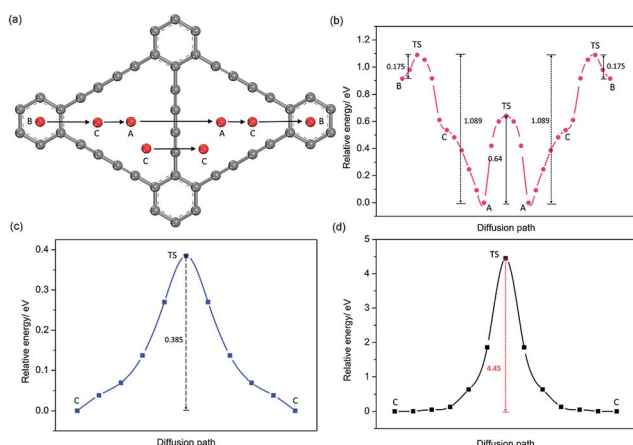 (a)
B
C
A
A
C
B
C
C
(b)
Relative energy/ eV
1.2
1.0
0.8
0.6
0.4
0.2
0.0
TS
0.175
B
C
1.089
TS
0.64
A
A
1.089
C
TS
0.175
B
Diffusion path
(c)
Relative energy/ eV
0.4
0.3
0.2
0.1
0.0
TS
0.385
C
C
Diffusion path
(d)
Relative energy/ eV
5
4
3
2
1
0
TS
4.45
C
C
Diffusion path